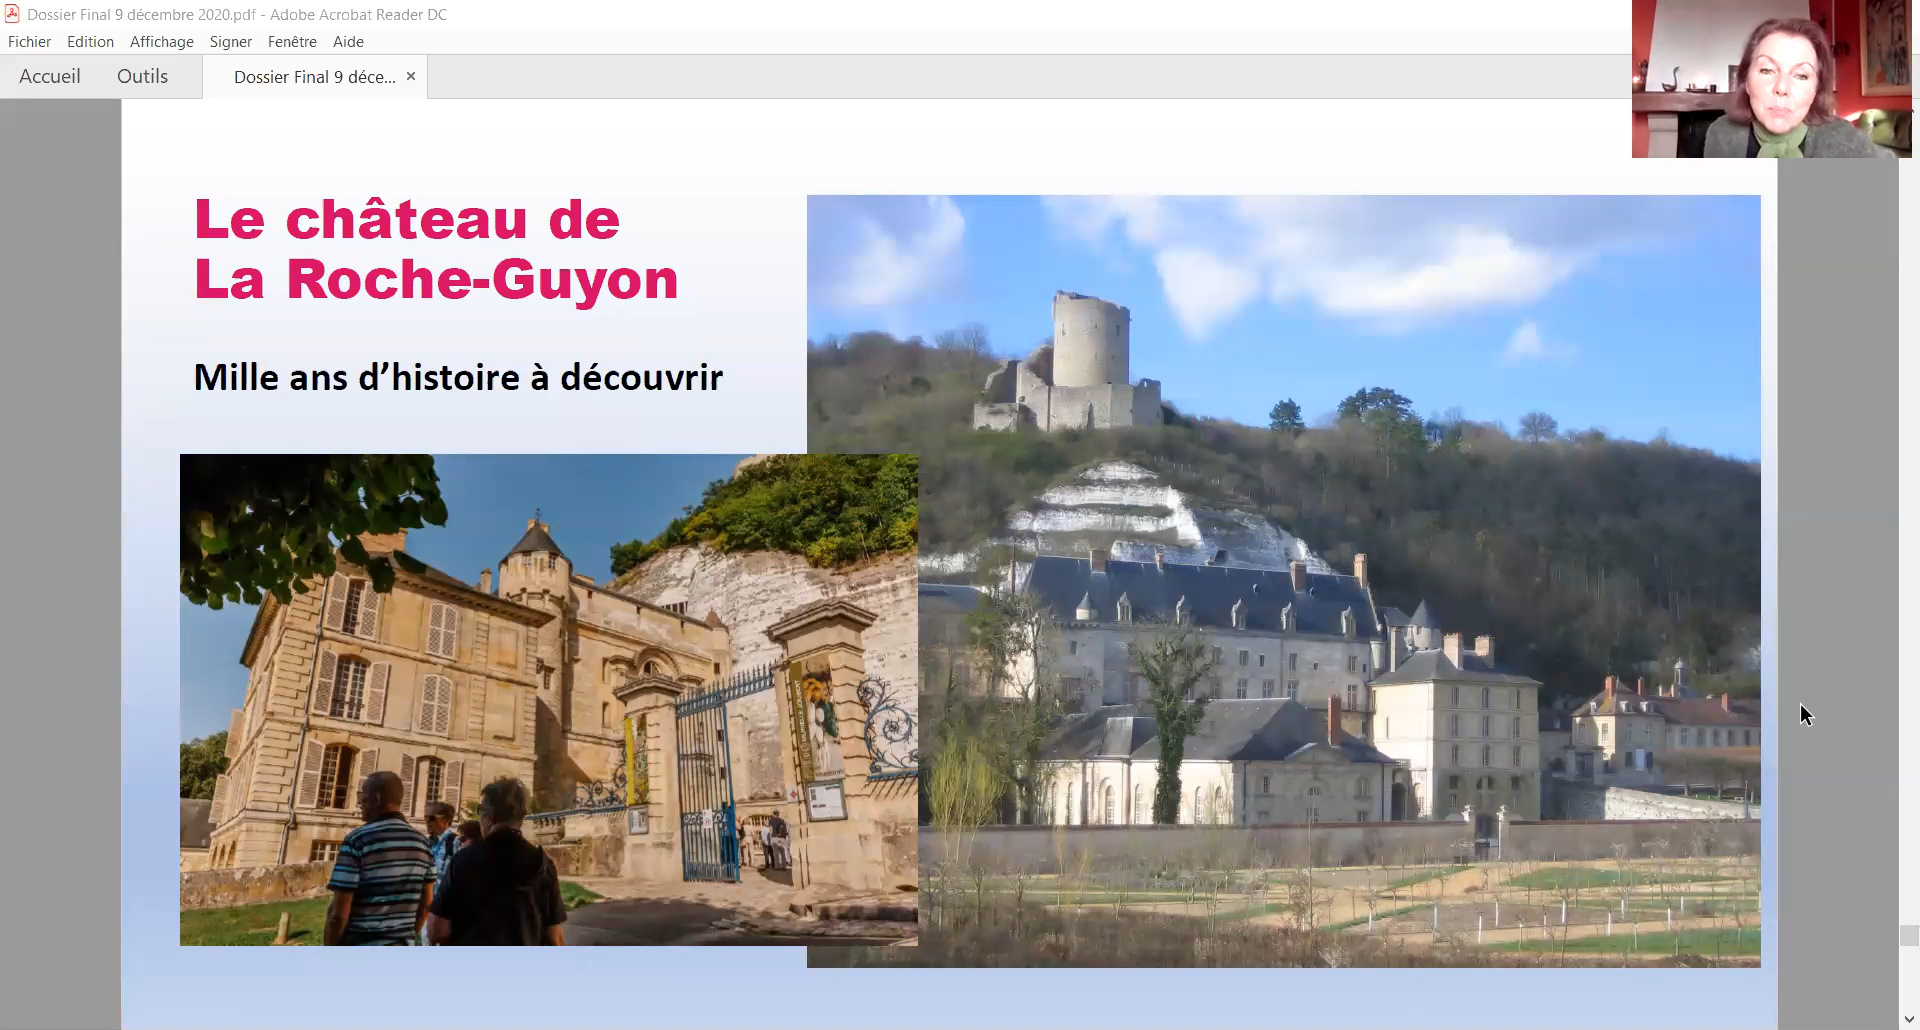 Dossier Final 9 décembre 2020.pdf - Adobe Acrobat Reader DC
Fichier Edition Affichage Signer Fenêtre Aide
Accueil Outils Dossier Final 9 déce... ×
Le château de
La Roche-Guyon
Mille ans d’histoire à découvrir